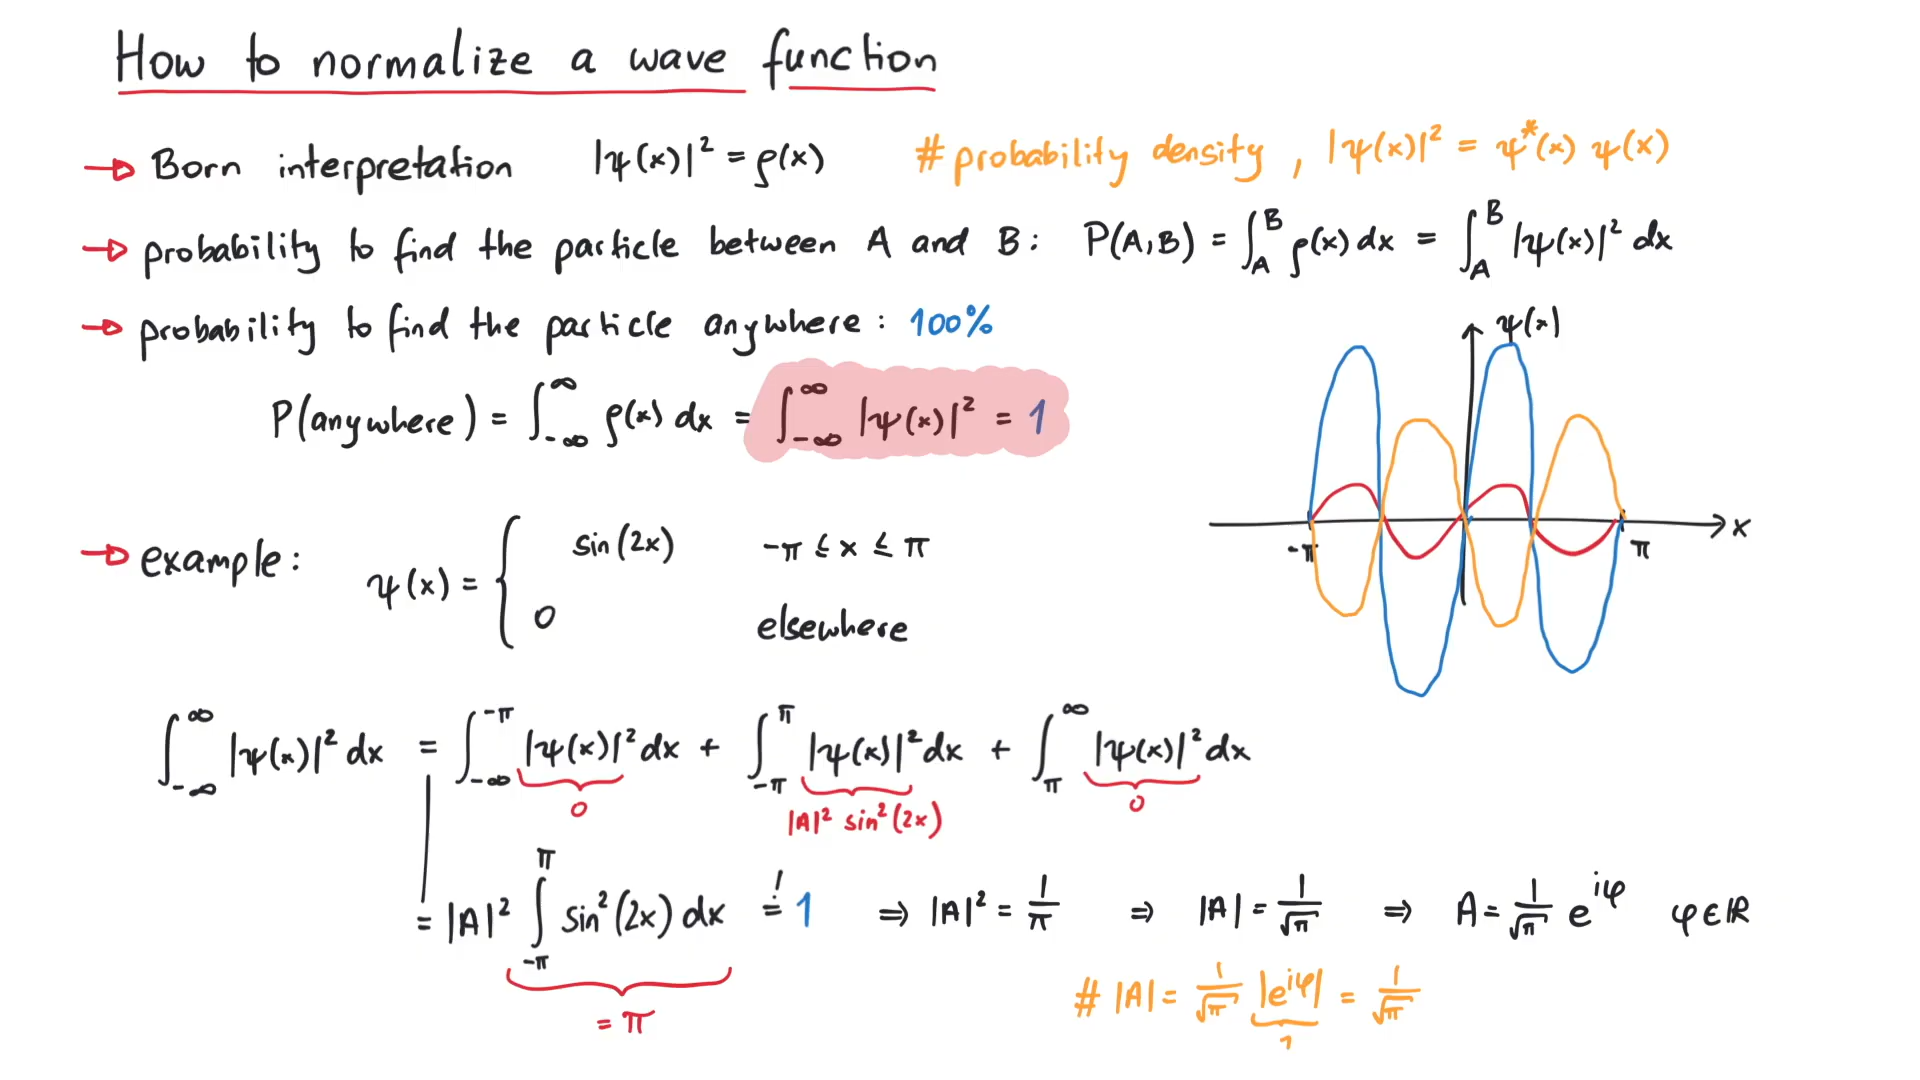 How to normalize a wave function
→ Born interpretation |ψ(x)|² = ρ(x) # probability density, |ψ(x)|² = ψ*(x) ψ(x)
→ probability to find the particle between A and B: P(A,B) = ∫_A^B ρ(x) dx = ∫_A^B |ψ(x)|² dx
→ probability to find the particle anywhere: 100%
P(anywhere) = ∫_-∞^∞ ρ(x) dx = ∫_-∞^∞ |ψ(x)|² = 1
ψ(x)
x
-π π
→ example: ψ(x) = { sin(2x) -π ≤ x ≤ π
0 elsewhere
∫_-∞^∞ |ψ(x)|² dx = ∫_-∞^-π |ψ(x)|² dx + ∫_-π^π |ψ(x)|² dx + ∫_π^∞ |ψ(x)|² dx
0 |A|² sin²(2x) 0
= |A|² ∫_-π^π sin²(2x) dx =! 1 ⇒ |A|² = 1/π ⇒ |A| = 1/√π ⇒ A = 1/√π e^iφ φ∈ℝ
= π
# |A| = 1/√π |e^iφ| = 1/√π
1